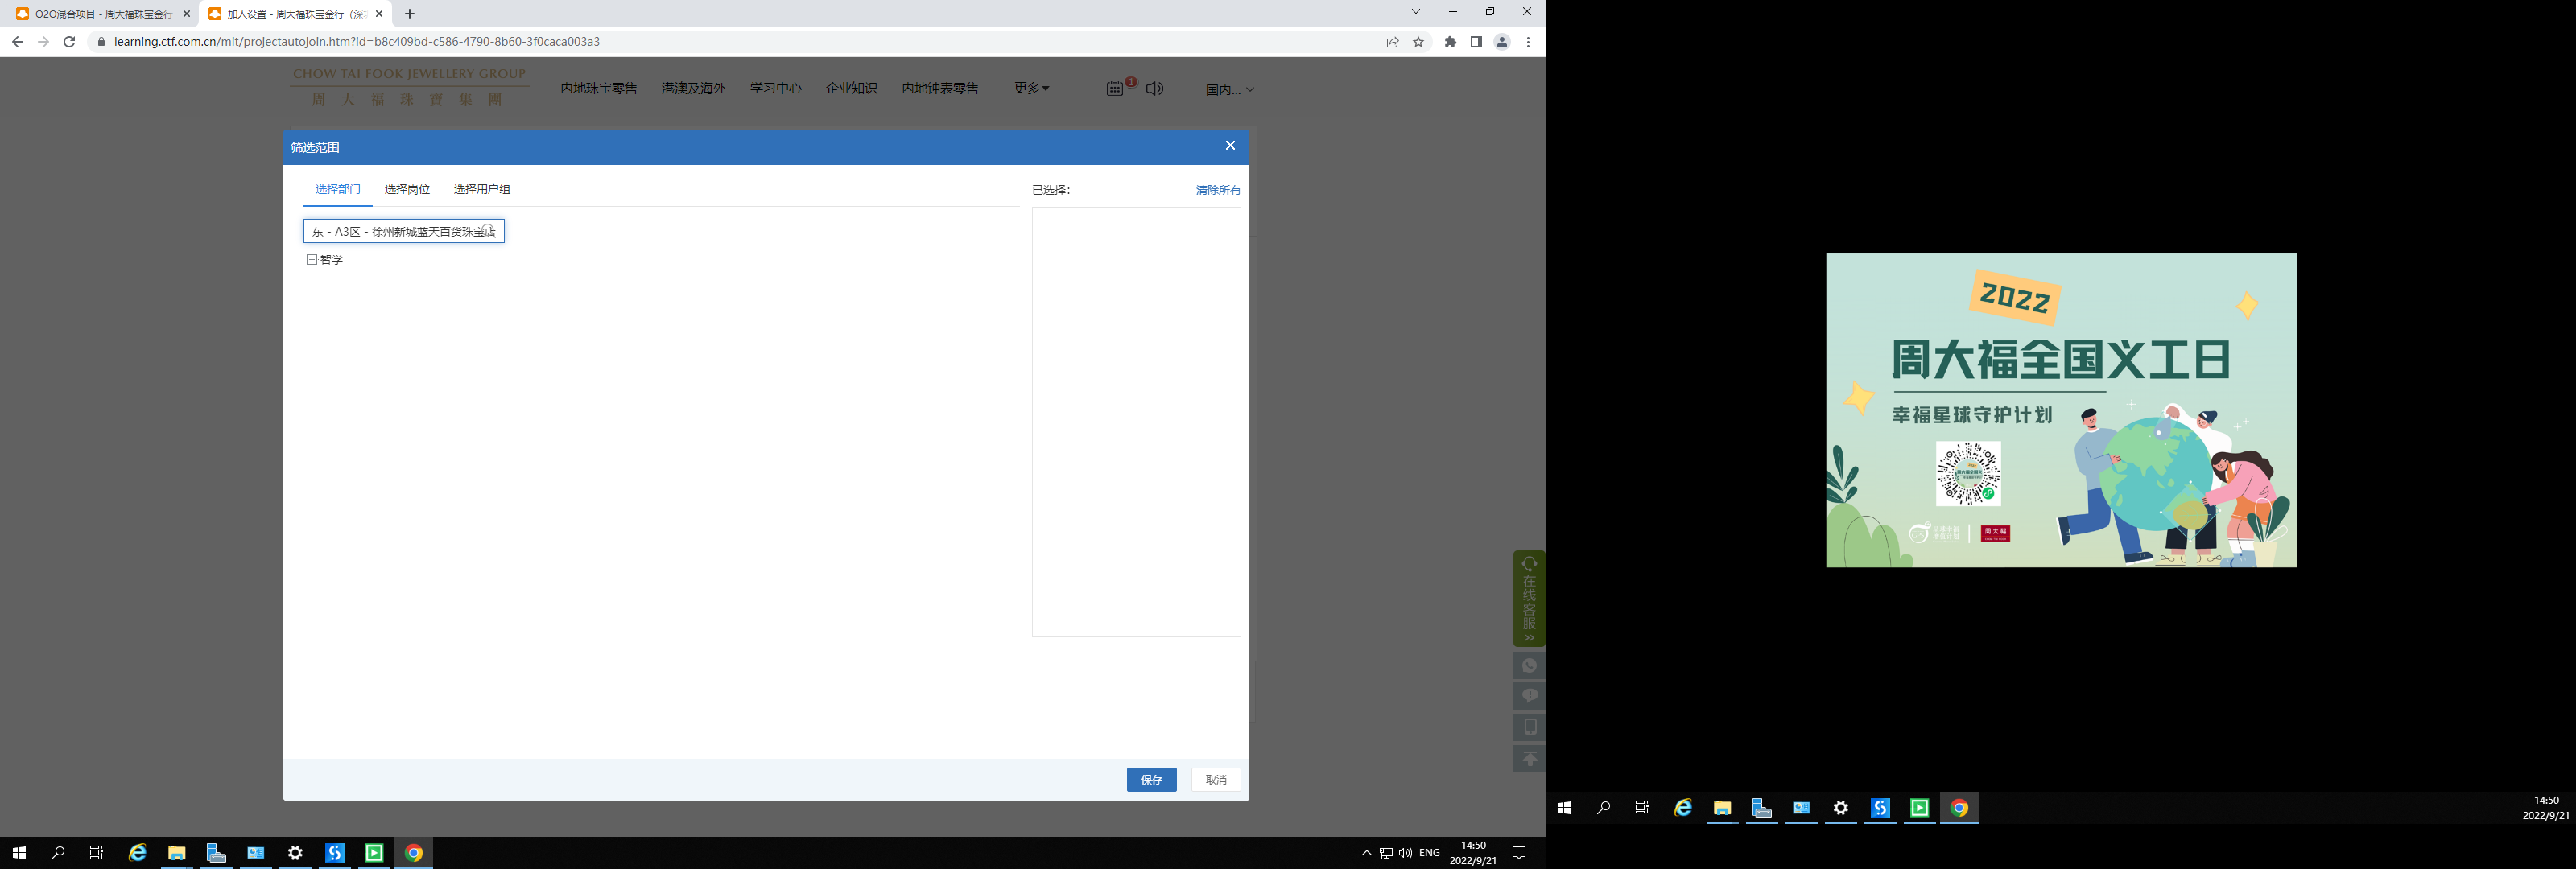 O2O混合项目 - 周大福珠宝金行
加人设置 - 周大福珠宝金行（深
learning.ctf.com.cn/mit/projectautojoin.htm?id=b8c409bd-c586-4790-8b60-3f0caca003a3
CHOW TAI FOOK JEWELLERY GROUP
周大福珠寶集團
内地珠宝零售 港澳及海外 学习中心 企业知识 内地钟表零售 更多 1 国内...
筛选范围
选择部门 选择岗位 选择用户组
已选择： 清除所有
东 - A3区 - 徐州新城蓝天百货珠宝店
智学
在线客服
保存 取消
ENG
14:50
2022/9/21
2022
周大福全国义工日
幸福星球守护计划
周大福
14:50
2022/9/21